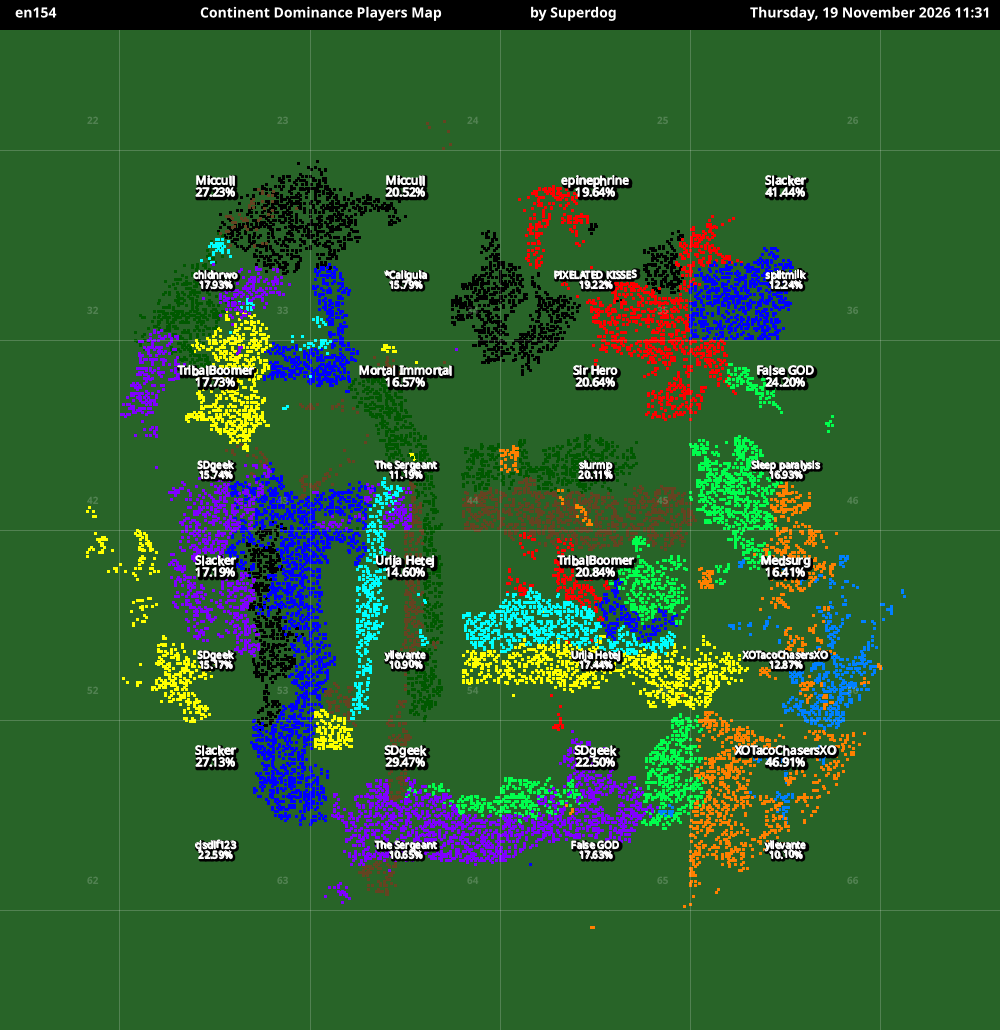 en154 Continent Dominance Players Map by Superdog Thursday, 19 November 2026 11:31
22 23 24 25 26
Miccull Miccull epinephrine Slacker
27.23% 20.52% 19.64% 41.44%
chidnrwo *Caligula PIXELATED KISSES splitmilk
17.93% 15.79% 19.22% 12.24%
32 33 35 36
TribalBoomer Mortal Immortal Sir Hero False GOD
17.73% 16.57% 20.64% 24.20%
SDgeek The Sergeant slurmp Sleep paralysis
15.74% 11.19% 20.11% 16.93%
42 44 45 46
Slacker Urija Hetej TribalBoomer Medsurg
17.19% 14.60% 20.84% 16.41%
SDgeek yllevante Urija Hetej XOTacoChasersXO
15.17% 10.90% 17.44% 12.87%
52 53 54
Slacker SDgeek SDgeek XOTacoChasersXO
27.13% 29.47% 22.50% 46.91%
The Sergeant False GOD yllevante
22.59% 10.65% 17.63% 10.10%
62 63 64 65 66